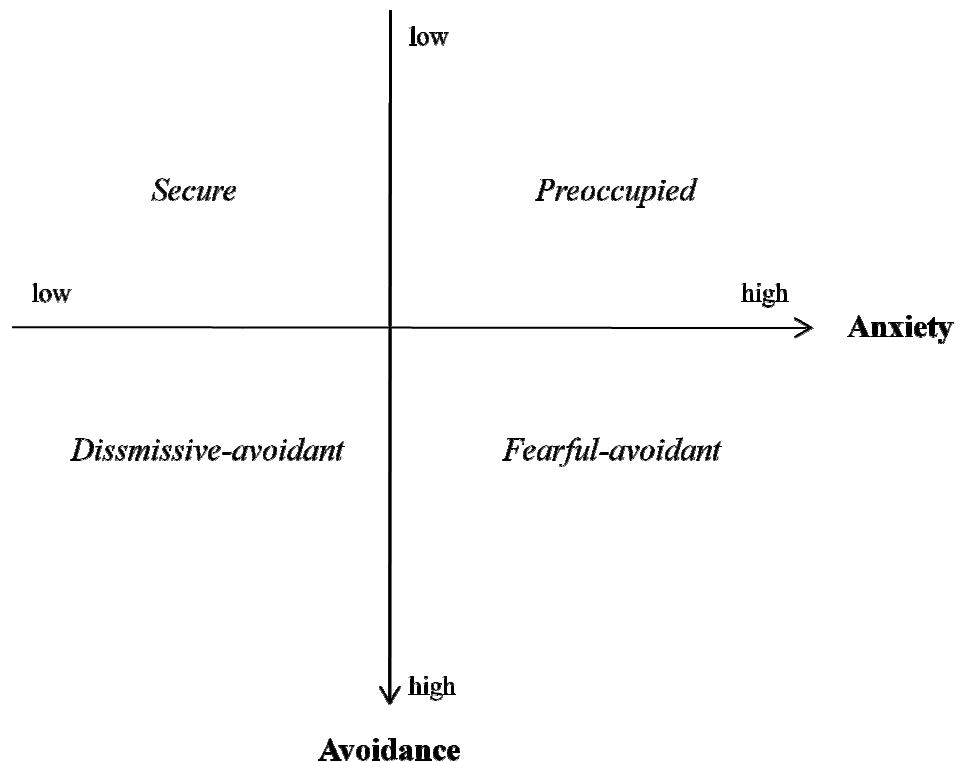 low
Secure
Preoccupied
low
high
Anxiety
Dissmissive-avoidant
Fearful-avoidant
high
Avoidance